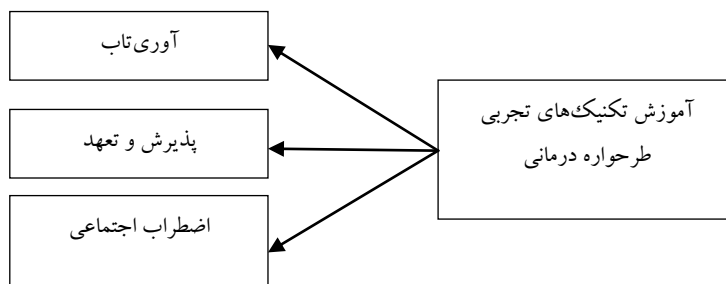 آموزش تکنیک‌های تجربی
طرحواره درمانی
آوری‌تاب
پذیرش و تعهد
اضطراب اجتماعی